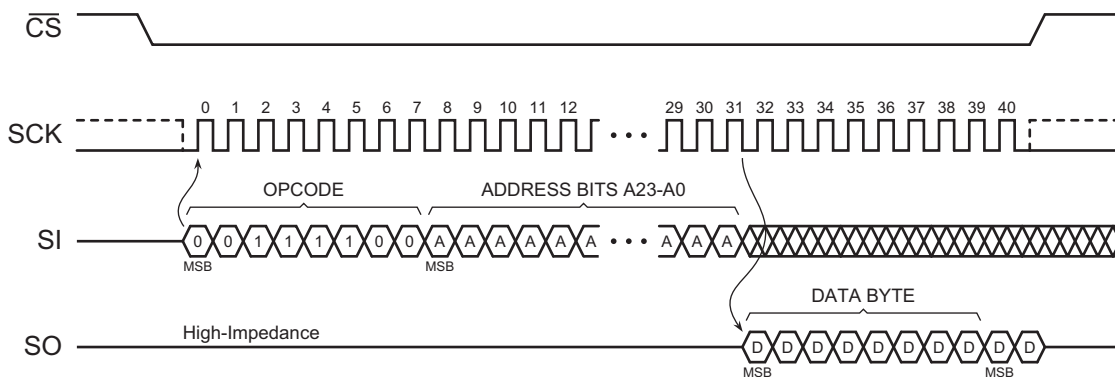 CS
0 1 2 3 4 5 6 7 8 9 10 11 12 29 30 31 32 33 34 35 36 37 38 39 40
SCK
OPCODE ADDRESS BITS A23-A0
SI 0 0 1 1 1 1 0 0 A A A A A A ••• A A A
MSB MSB
DATA BYTE
High-Impedance
SO D D D D D D D D D D
MSB MSB